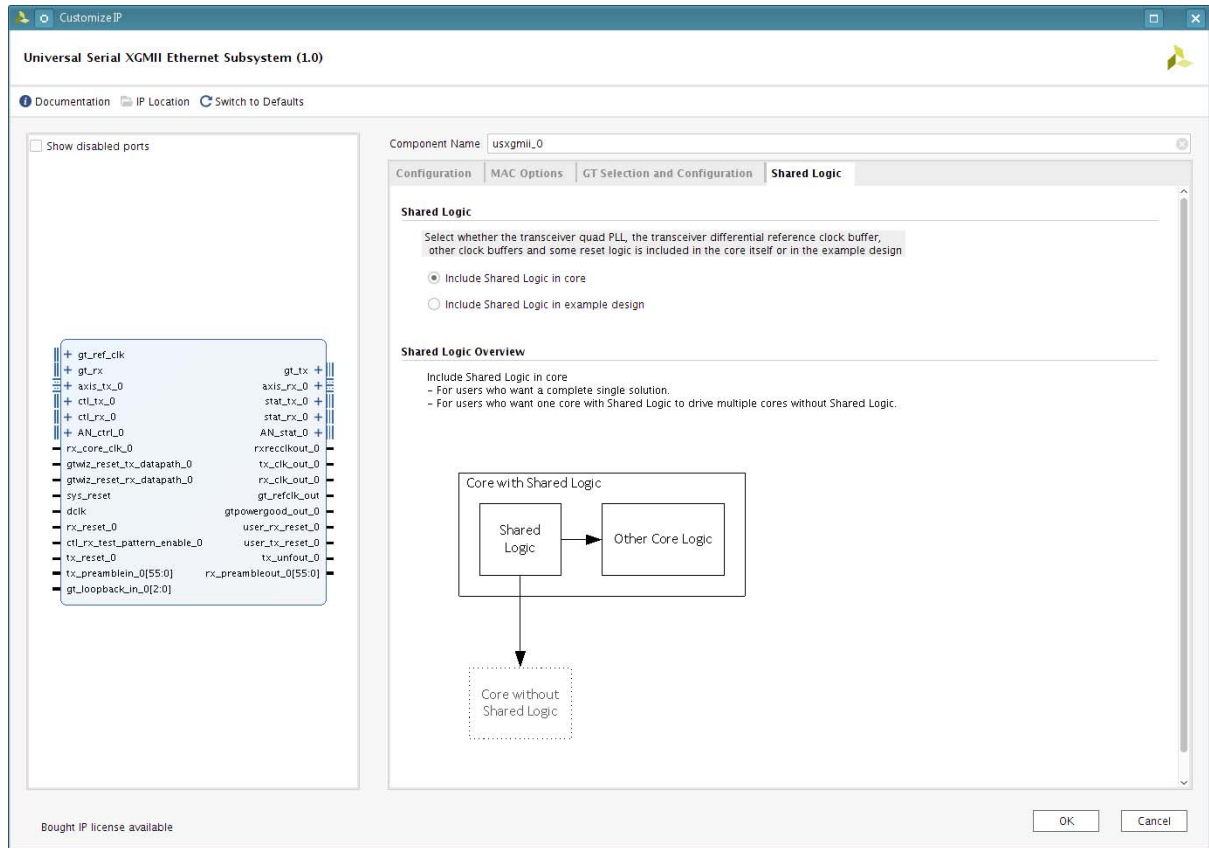 Customize IP
Universal Serial XGMII Ethernet Subsystem (1.0)
Documentation IP Location Switch to Defaults
Show disabled ports
Component Name usxgmii_0
Configuration MAC Options GT Selection and Configuration Shared Logic
Shared Logic
Select whether the transceiver quad PLL, the transceiver differential reference clock buffer,
other clock buffers and some reset logic is included in the core itself or in the example design
Include Shared Logic in core
Include Shared Logic in example design
Shared Logic Overview
Include Shared Logic in core
- For users who want a complete single solution.
- For users who want one core with Shared Logic to drive multiple cores without Shared Logic.
Core with Shared Logic
Shared
Logic
Other Core Logic
Core without
Shared Logic
+ gt_ref_clk
+ gt_rx gt_tx +
+ axis_tx_0 axis_rx_0 +
+ ctl_tx_0 stat_tx_0 +
+ ctl_rx_0 stat_rx_0 +
+ AN_ctrl_0 AN_stat_0 +
rx_core_clk_0 rxrecclkout_0
gtwiz_reset_tx_datapath_0 tx_clk_out_0
gtwiz_reset_rx_datapath_0 rx_clk_out_0
sys_reset gt_refclk_out
dclk gtpowergood_out_0
rx_reset_0 user_rx_reset_0
ctl_rx_test_pattern_enable_0 user_tx_reset_0
tx_reset_0 tx_unfout_0
tx_preamblein_0[55:0] rx_preambleout_0[55:0]
gt_loopback_in_0[2:0]
Bought IP license available
OK Cancel